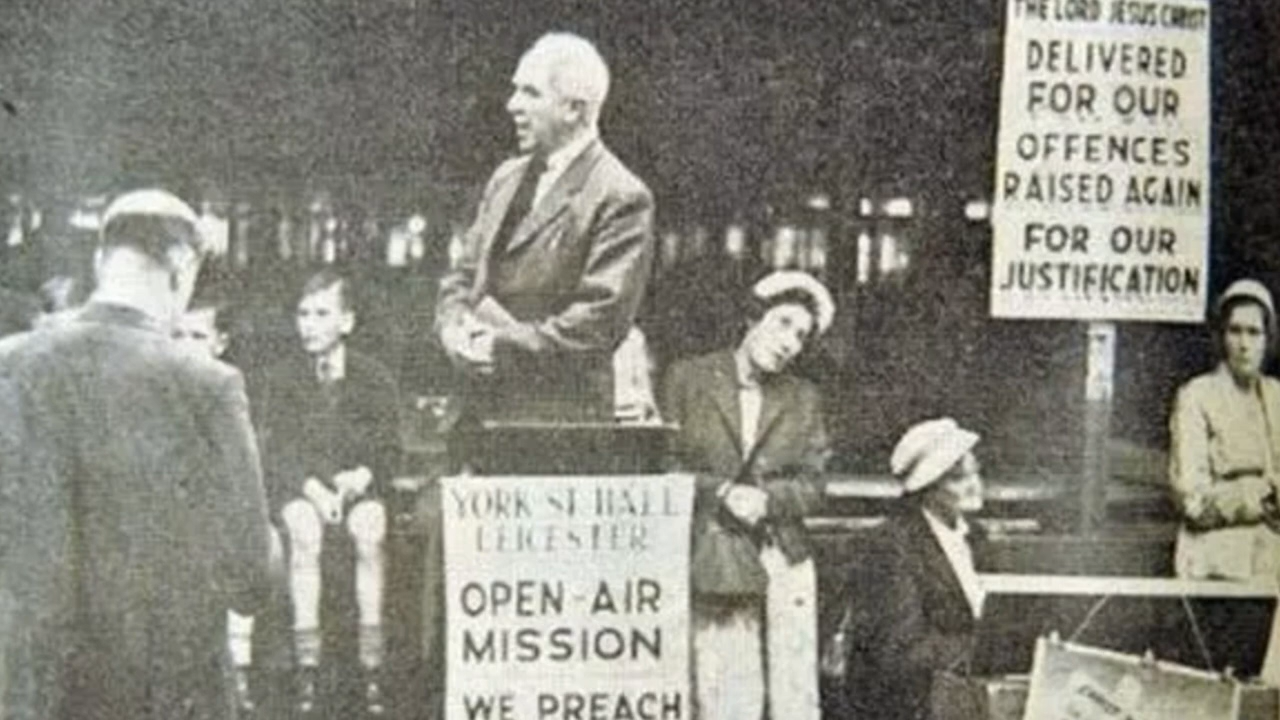 THE LORD JESUS CHRIST
DELIVERED
FOR OUR
OFFENCES
RAISED AGAIN
FOR OUR
JUSTIFICATION
YORK ST HALL
LEICESTER
OPEN-AIR
MISSION
WE PREACH